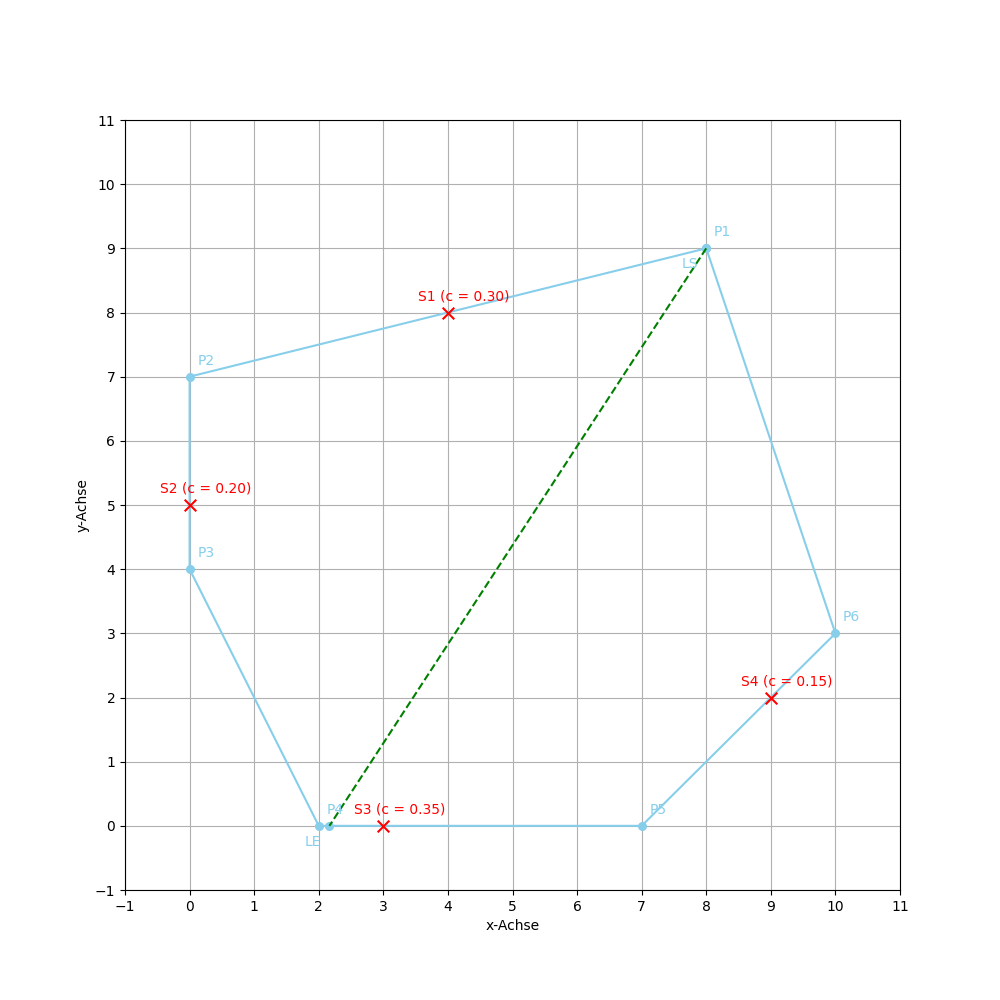 11
10
9
8
7
6
5
4
3
2
1
0
−1
y-Achse
P1
LS
S1 (c = 0.30)
P2
S2 (c = 0.20)
P3
P6
S4 (c = 0.15)
P4
S3 (c = 0.35)
P5
LE
−1 0 1 2 3 4 5 6 7 8 9 10 11
x-Achse